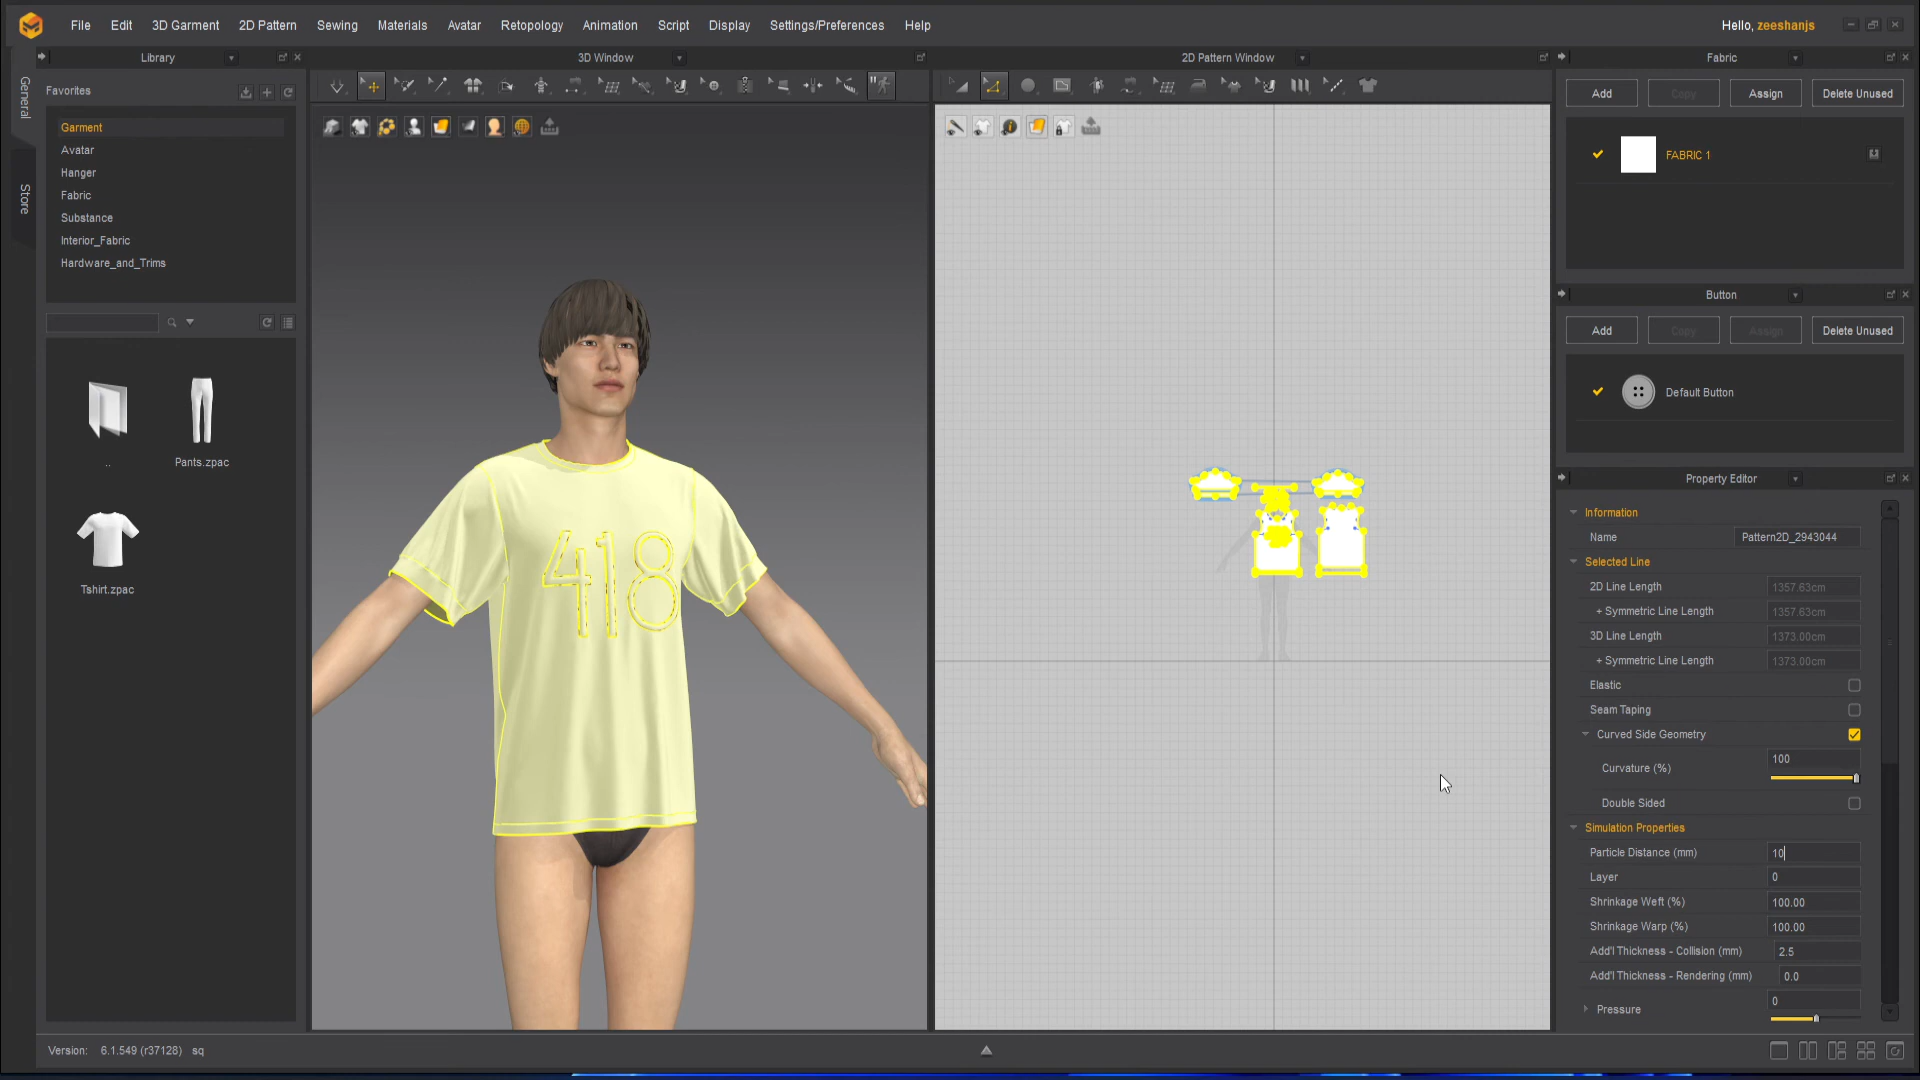 File Edit 3D Garment 2D Pattern Sewing Materials Avatar Retopology Animation Script Display Settings/Preferences Help Hello, zeeshanjs
Library 3D Window 2D Pattern Window Fabric
General
Store
Favorites
Garment
Avatar
Hanger
Fabric
Substance
Interior_Fabric
Hardware_and_Trims
..
Pants.zpac
Tshirt.zpac
418
Add Copy Assign Delete Unused
FABRIC 1
Button
Add Copy Assign Delete Unused
Default Button
Property Editor
Information
Name Pattern2D_2943044
Selected Line
2D Line Length 1357.63cm
+ Symmetric Line Length 1357.63cm
3D Line Length 1373.00cm
+ Symmetric Line Length 1373.00cm
Elastic
Seam Taping
Curved Side Geometry
Curvature (%) 100
Double Sided
Simulation Properties
Particle Distance (mm) 10
Layer 0
Shrinkage Weft (%) 100.00
Shrinkage Warp (%) 100.00
Add'l Thickness - Collision (mm) 2.5
Add'l Thickness - Rendering (mm) 0.0
Pressure 0
Version: 6.1.549 (r37128) sq